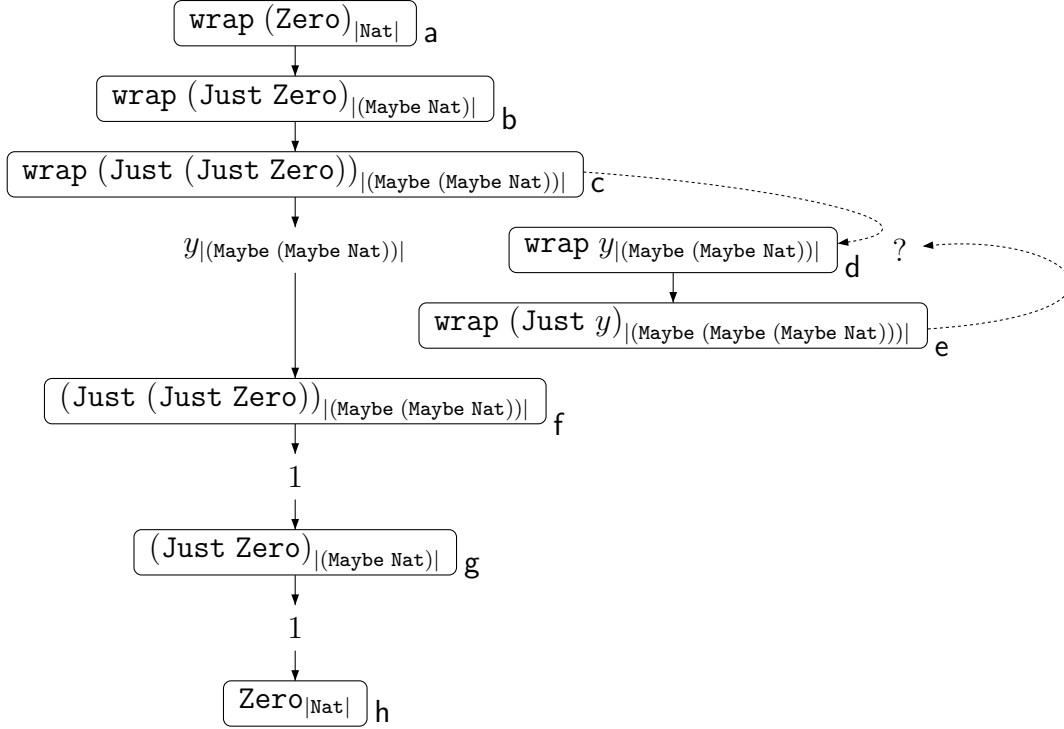 wrap (Zero)|Nat| a
wrap (Just Zero)|(Maybe Nat)| b
wrap (Just (Just Zero))|(Maybe (Maybe Nat))| c
y|(Maybe (Maybe Nat))|
wrap y|(Maybe (Maybe Nat))| d
?
wrap (Just y)|(Maybe (Maybe (Maybe Nat)))| e
(Just (Just Zero))|(Maybe (Maybe Nat))| f
1
(Just Zero)|(Maybe Nat)| g
1
Zero|Nat| h